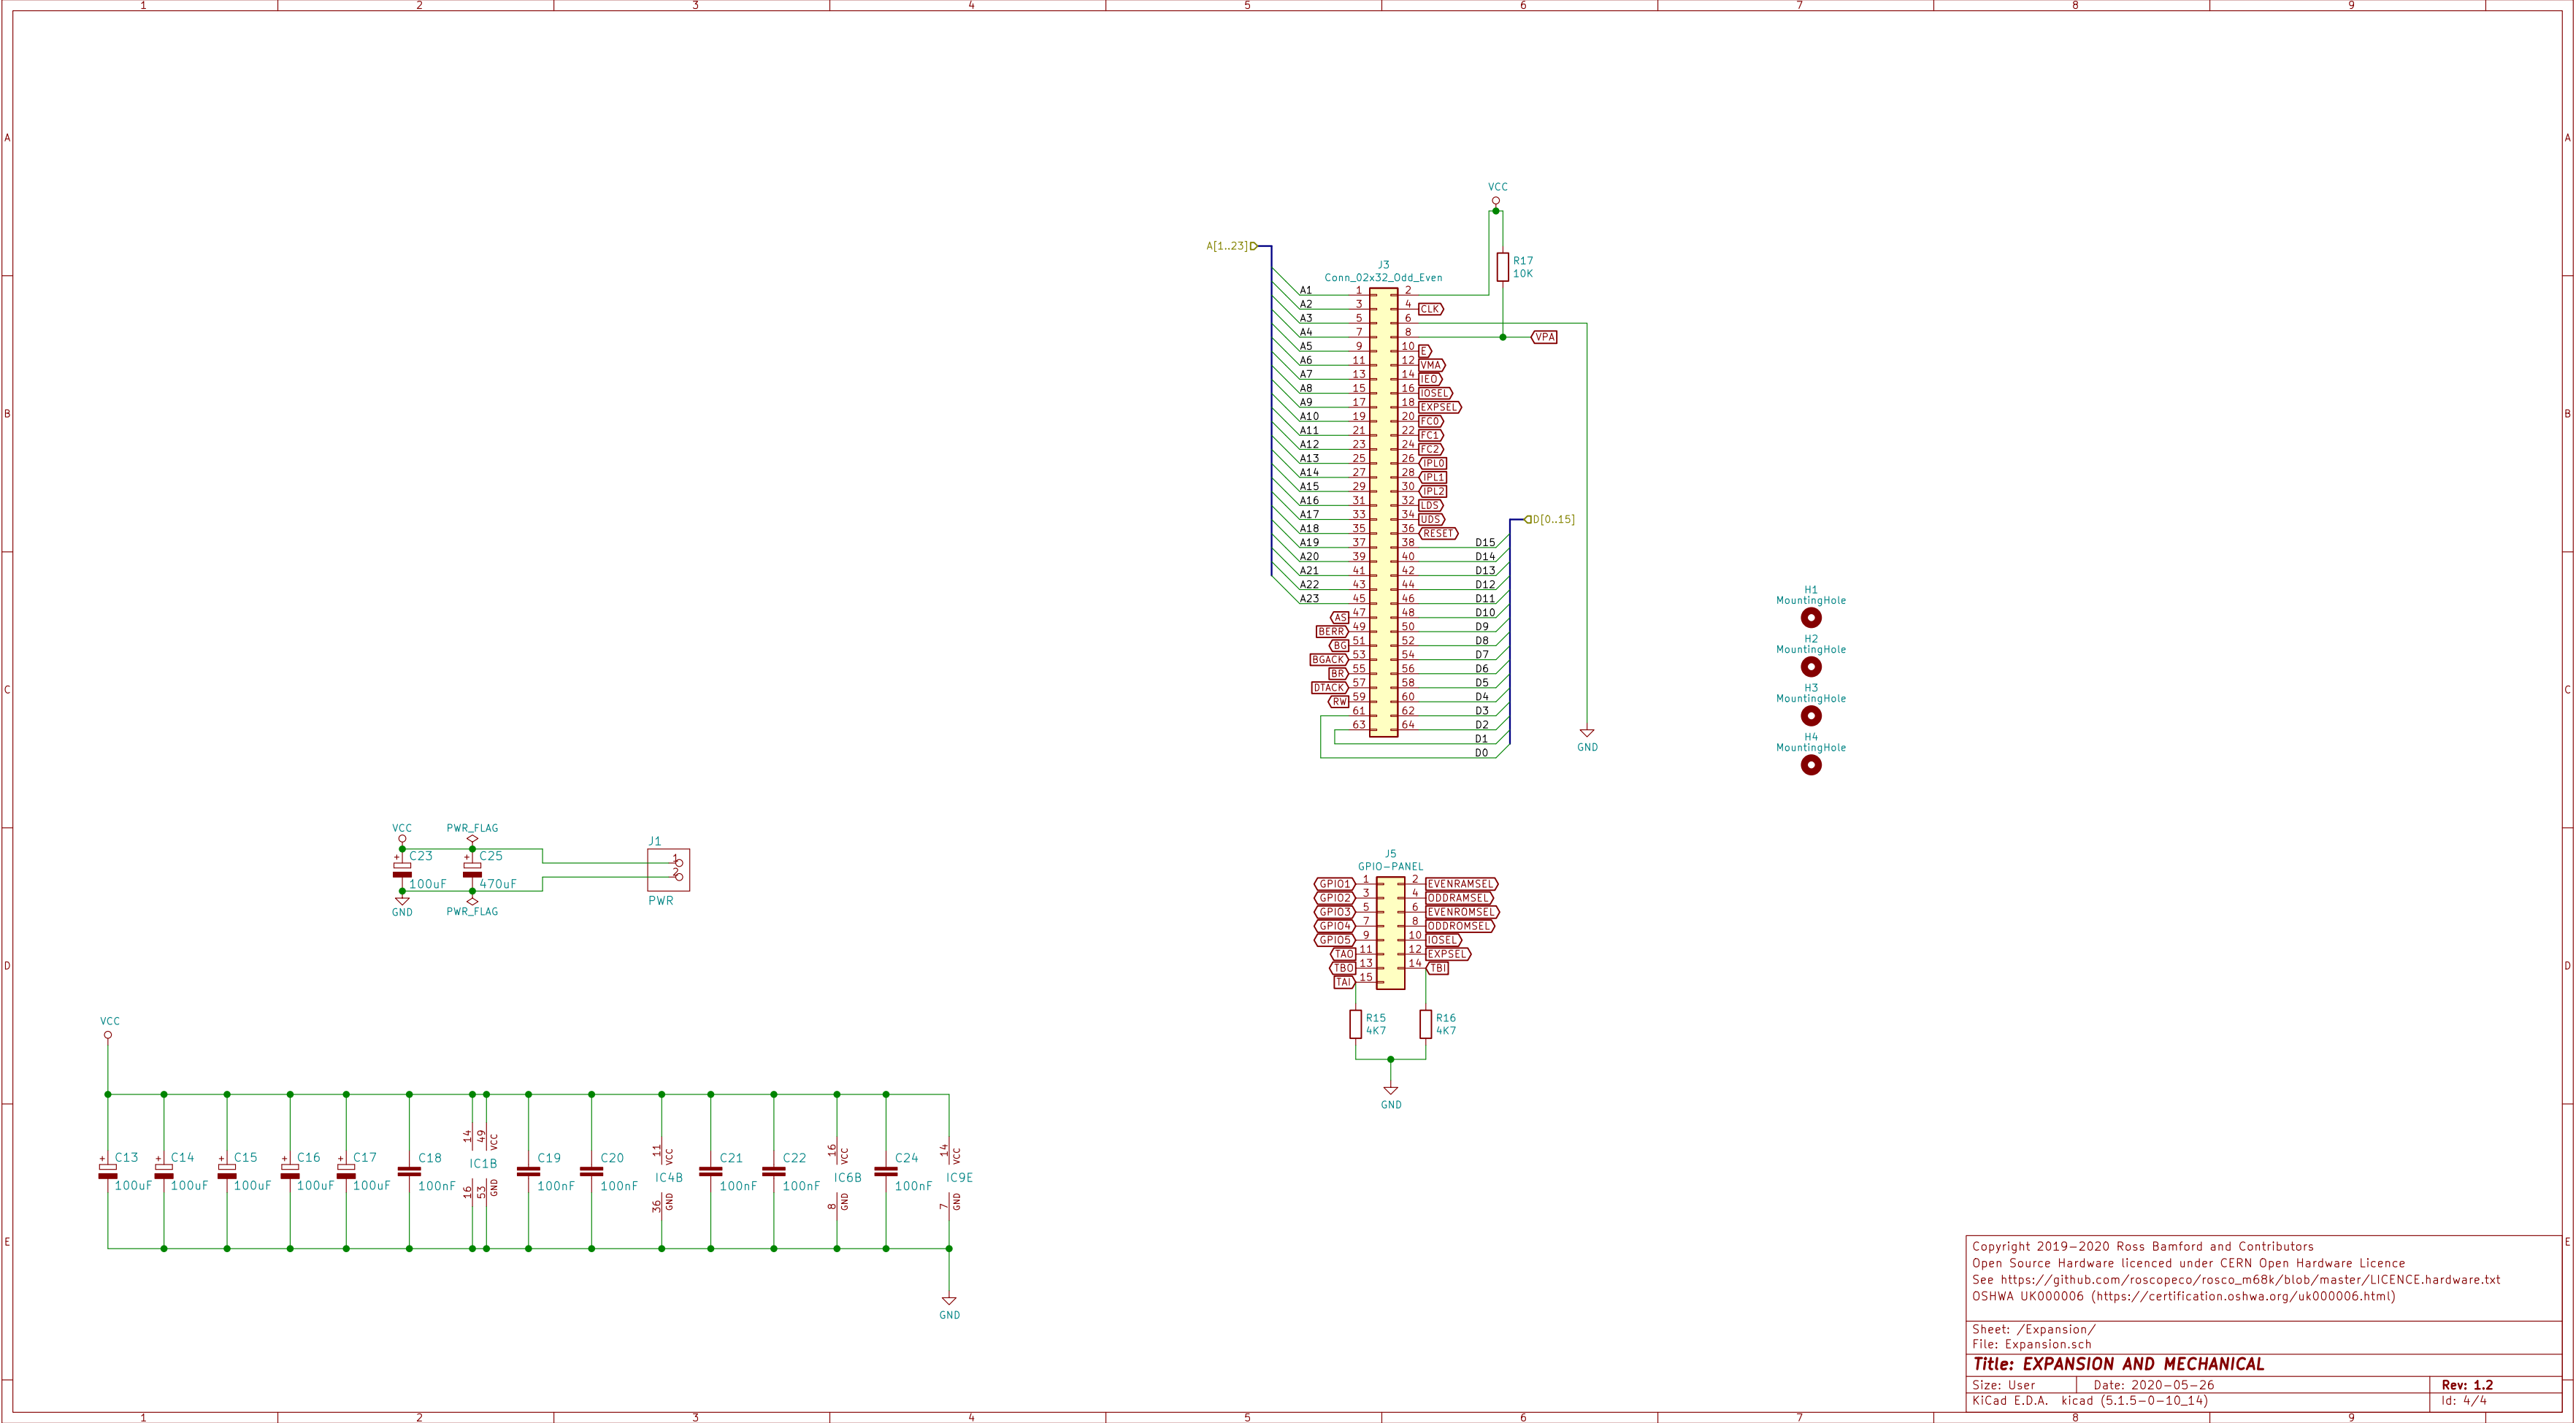 1 2 3 4 5 6 7 8 9
A A
B B
C C
D D
E E
VCC
R17
10K
A[1..23]
J3
Conn_02x32_Odd_Even
A1 1 2
A2 3 4 CLK
A3 5 6
A4 7 8 VPA
A5 9 10 E
A6 11 12 VMA
A7 13 14 IEO
A8 15 16 IOSEL
A9 17 18 EXPSEL
A10 19 20 FC0
A11 21 22 FC1
A12 23 24 FC2
A13 25 26 IPL0
A14 27 28 IPL1
A15 29 30 IPL2
A16 31 32 LDS
A17 33 34 UDS
D[0..15]
A18 35 36 RESET
A19 37 38 D15
A20 39 40 D14
A21 41 42 D13
A22 43 44 D12
A23 45 46 D11
AS 47 48 D10
BERR 49 50 D9
BG 51 52 D8
BGACK 53 54 D7
BR 55 56 D6
DTACK 57 58 D5
RW 59 60 D4
61 62 D3
63 64 D2
D1
D0
GND
H1
MountingHole
H2
MountingHole
H3
MountingHole
H4
MountingHole
VCC PWR_FLAG
C23 C25
100uF 470uF
GND PWR_FLAG
J1
1
2
PWR
J5
GPIO-PANEL
GPIO1 1 2 EVENRAMSEL
GPIO2 3 4 ODDRAMSEL
GPIO3 5 6 EVENROMSEL
GPIO4 7 8 ODDROMSEL
GPIO5 9 10 IOSEL
TAO 11 12 EXPSEL
TBO 13 14 TBI
TAI 15
R15 R16
4K7 4K7
GND
VCC
14 49 VCC 11 VCC 16 VCC 14 VCC
C13 C14 C15 C16 C17 C18 IC1B C19 C20 IC4B C21 C22 IC6B C24 IC9E
100uF 100uF 100uF 100uF 100uF 100nF 100nF 100nF 100nF 100nF 100nF
16 53 GND 36 GND 8 GND 7 GND
GND
Copyright 2019-2020 Ross Bamford and Contributors
Open Source Hardware licenced under CERN Open Hardware Licence
See https://github.com/roscopeco/rosco_m68k/blob/master/LICENCE.hardware.txt
OSHWA UK000006 (https://certification.oshwa.org/uk000006.html)
Sheet: /Expansion/
File: Expansion.sch
Title: EXPANSION AND MECHANICAL
Size: User Date: 2020-05-26 Rev: 1.2
KiCad E.D.A. kicad (5.1.5-0-10_14) Id: 4/4
1 2 3 4 5 6 7 8 9